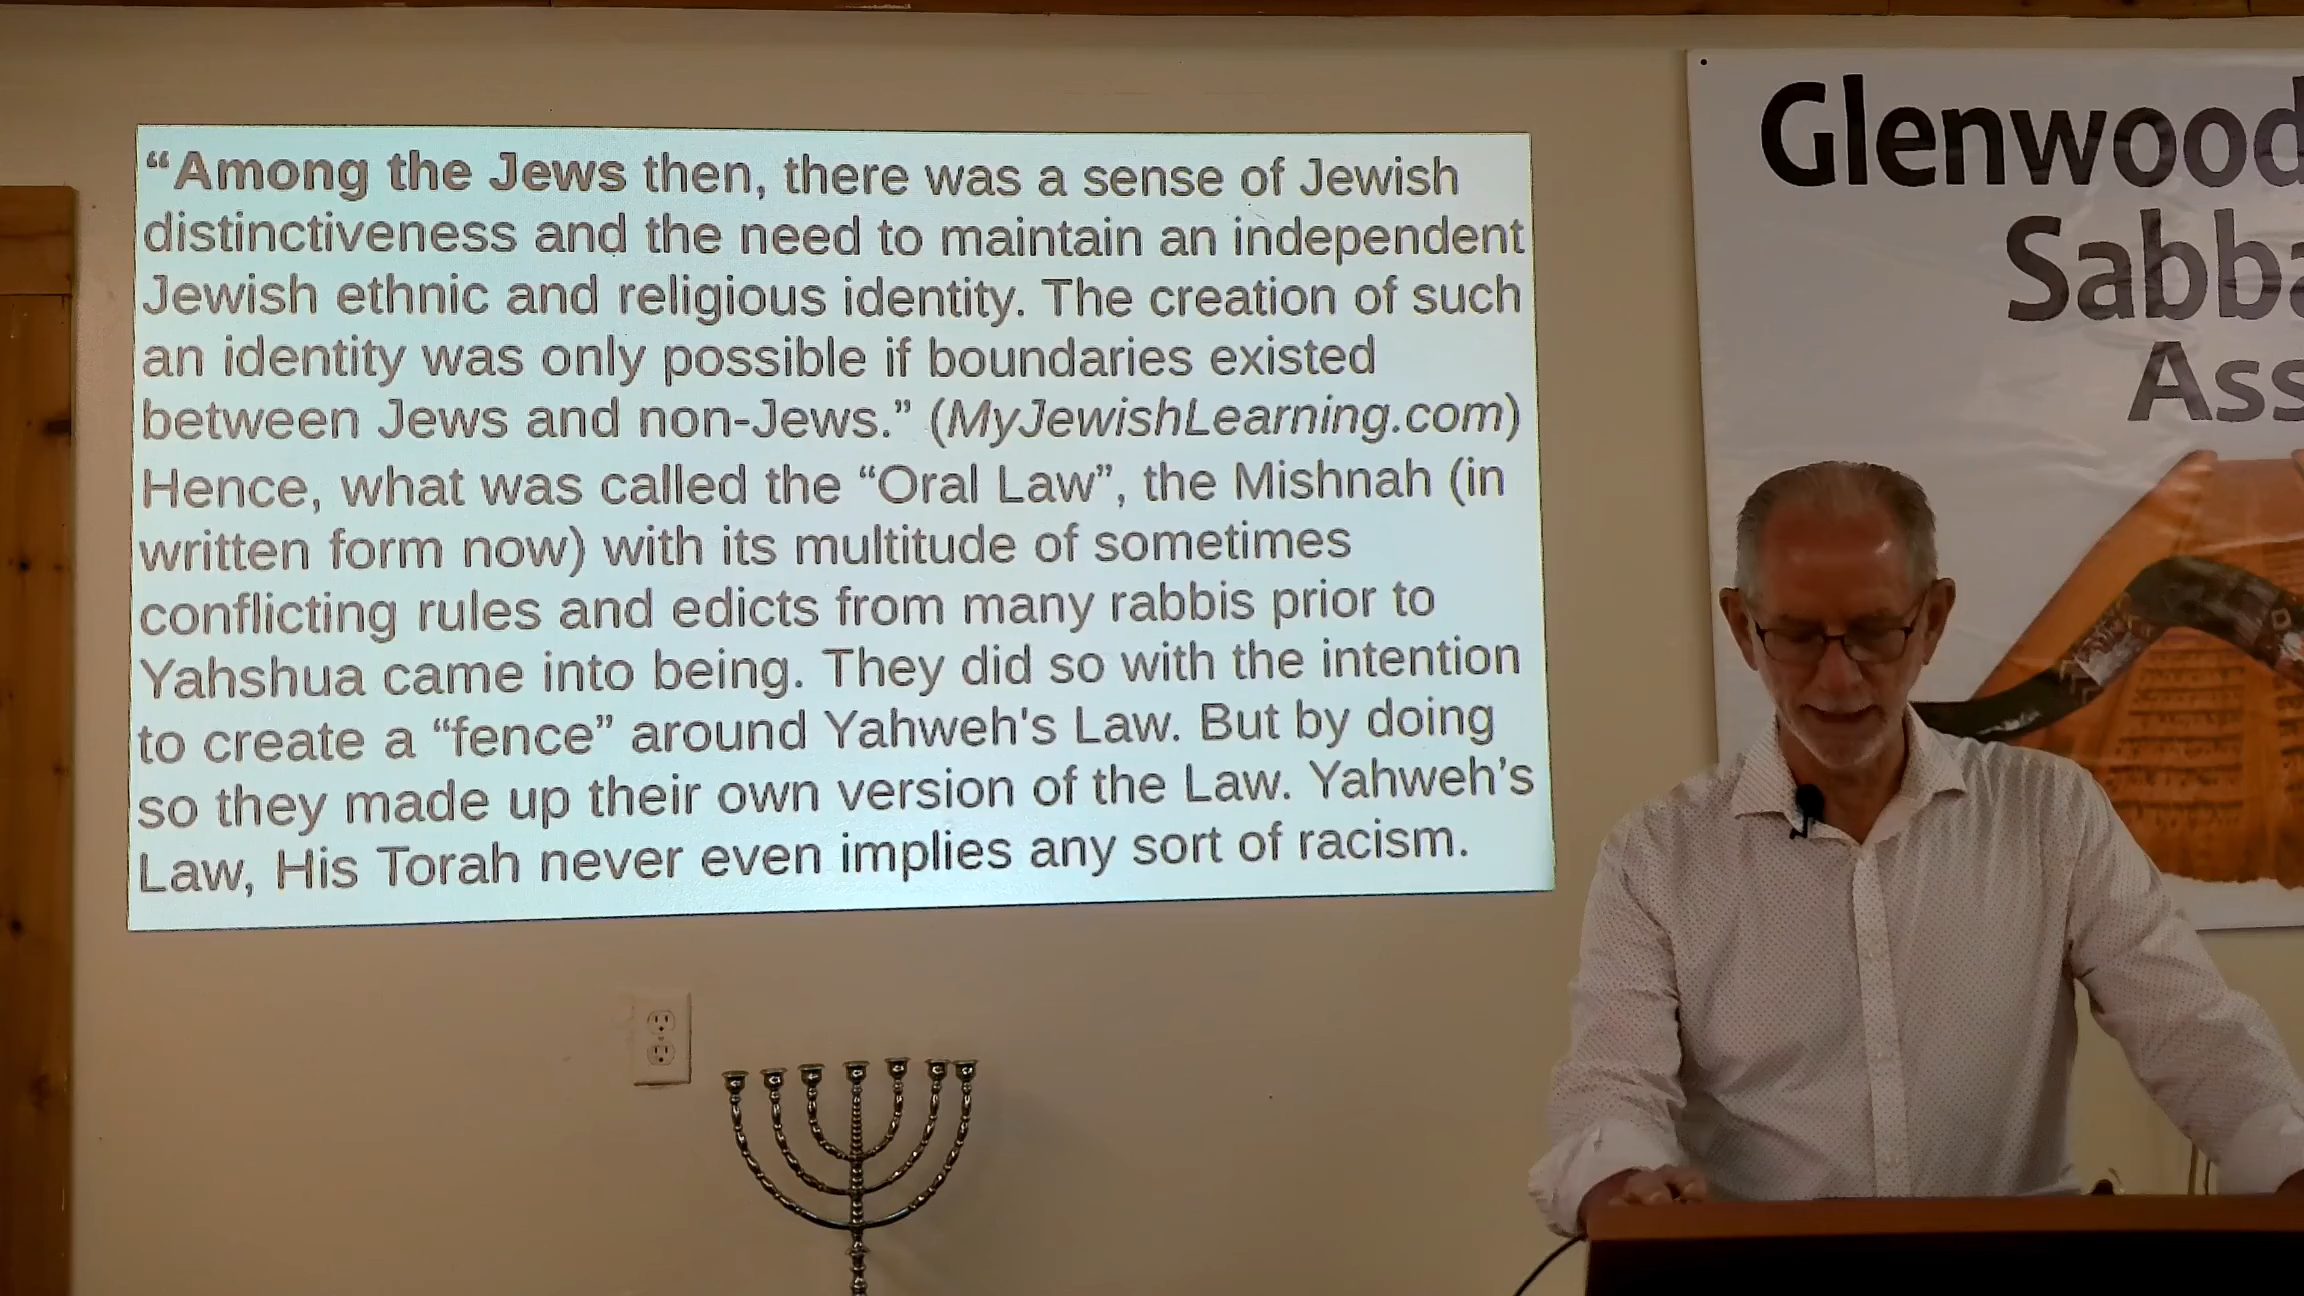 “Among the Jews then, there was a sense of Jewish
distinctiveness and the need to maintain an independent
Jewish ethnic and religious identity. The creation of such
an identity was only possible if boundaries existed
between Jews and non-Jews.” (MyJewishLearning.com)
Hence, what was called the “Oral Law”, the Mishnah (in
written form now) with its multitude of sometimes
conflicting rules and edicts from many rabbis prior to
Yahshua came into being. They did so with the intention
to create a “fence” around Yahweh's Law. But by doing
so they made up their own version of the Law. Yahweh’s
Law, His Torah never even implies any sort of racism.
Glenwood
Sabba
Ass